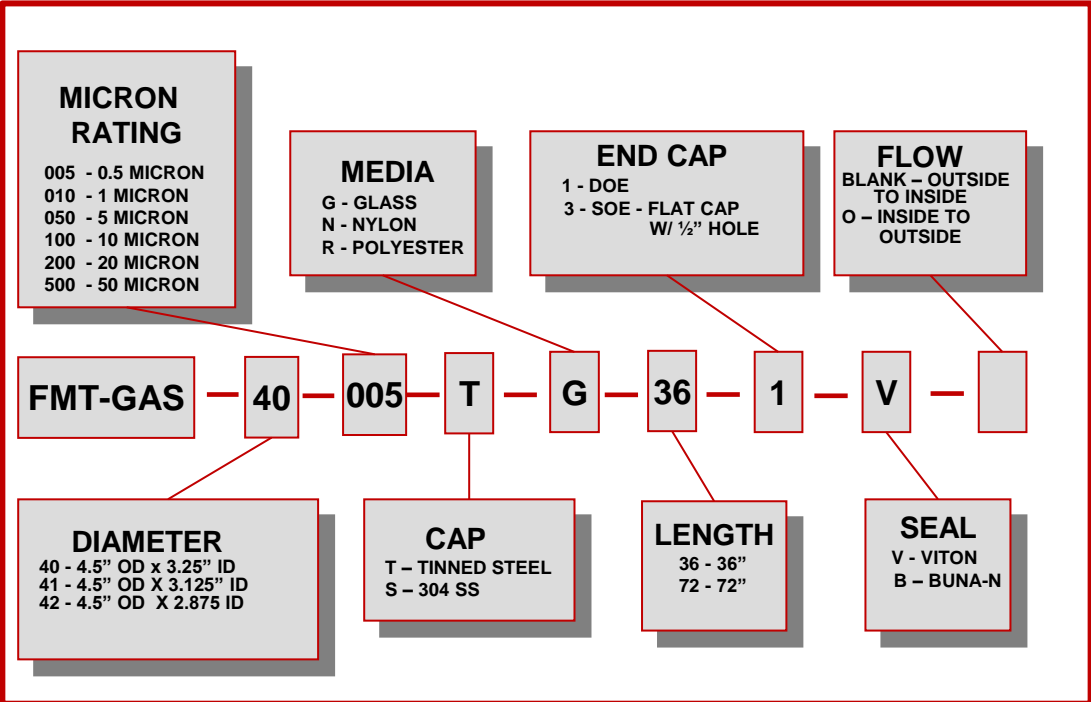 MICRON
RATING
005 - 0.5 MICRON
010 - 1 MICRON
050 - 5 MICRON
100 - 10 MICRON
200 - 20 MICRON
500 - 50 MICRON
MEDIA
G - GLASS
N - NYLON
R - POLYESTER
END CAP
1 - DOE
3 - SOE - FLAT CAP
W/ ½” HOLE
FLOW
BLANK – OUTSIDE
TO INSIDE
O – INSIDE TO
OUTSIDE
FMT-GAS — 40 — 005 — T — G — 36 — 1 — V —
DIAMETER
40 - 4.5” OD x 3.25” ID
41 - 4.5” OD X 3.125” ID
42 - 4.5” OD X 2.875 ID
CAP
T – TINNED STEEL
S – 304 SS
LENGTH
36 - 36”
72 - 72”
SEAL
V - VITON
B – BUNA-N